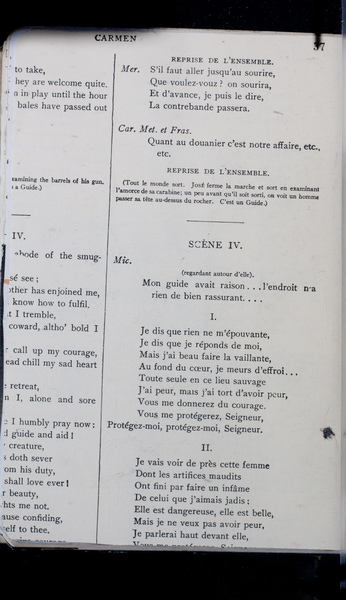 CARMEN
37
to take,
hey are welcome quite.
n in play until the hour
bales have passed out
xamining the barrels of his gun.
a Guide.)
IV.
abode of the smug-
sé see;
other has enjoined me,
know how to fulfil.
t I tremble,
coward, altho' bold I
r call up my courage,
ead chill my sad heart
e retreat,
n I, alone and sore
e I humbly pray now:
d guide and aid!
creature,
s doth sever
om his duty,
shall love ever!
r beauty,
hts me not.
ause confiding,
self to thee.
REPRISE DE L'ENSEMBLE.
Mer. S'il faut aller jusqu'au sourire,
Que voulez-vouz? on sourira,
Et d'avance, je puis le dire,
La contrebande passera.
Car. Met. et Fras.
Quant au douanier c'est notre affaire, etc.,
etc.
REPRISE DE L'ENSEMBLE.
(Tout le monde sort. José ferme la marche et sort en examinant
l'amorce de sa carabine; un peu avant qu'il soit sorti, on voit un homme
passer sa tête au-dessus du rocher. C'est un Guide.)
SCÈNE IV.
Mic.
(regardant autour d'elle).
Mon guide avait raison...l'endroit n'a
rien de bien rassurant....
I.
Je dis que rien ne m'épouvante,
Je dis que je réponds de moi,
Mais j'ai beau faire la vaillante,
Au fond du cœur, je meurs d'effroi...
Toute seule en ce lieu sauvage
J'ai peur, mais j'ai tort d'avoir peur,
Vous me donnerez du courage.
Vous me protégerez, Seigneur,
Protégez-moi, protégez-moi, Seigneur.
II.
Je vais voir de près cette femme
Dont les artifices maudits
Ont fini par faire un infâme
De celui que j'aimais jadis;
Elle est dangereuse, elle est belle,
Mais je ne veux pas avoir peur,
Je parlerai haut devant elle,